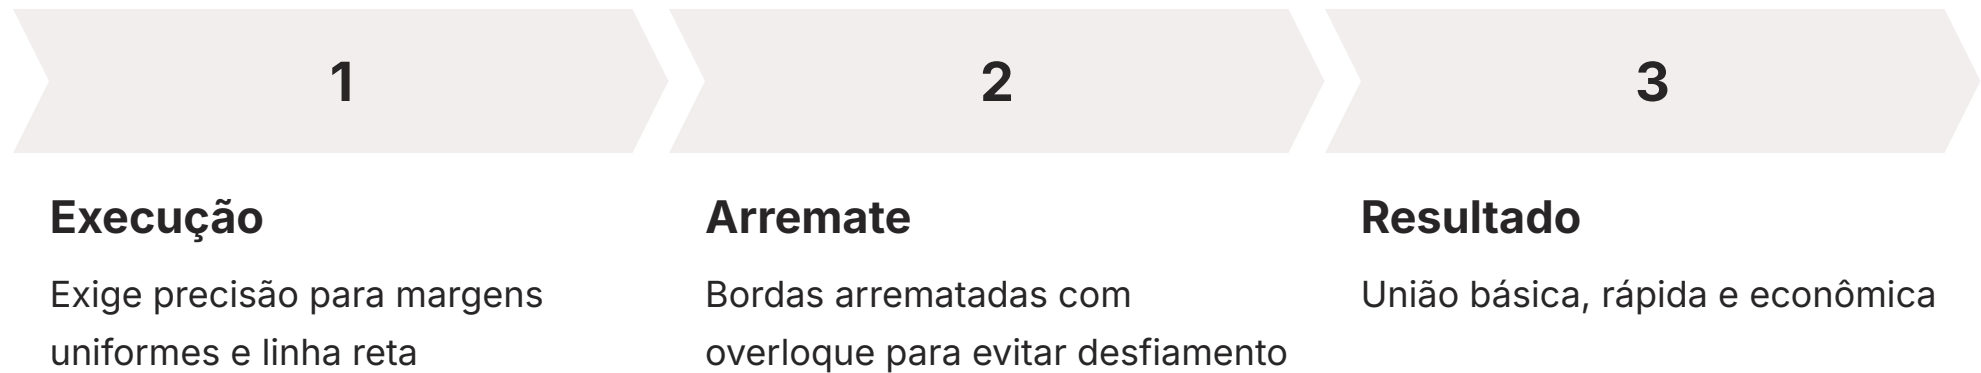 1
2
3
Execução
Exige precisão para margens
uniformes e linha reta
Arremate
Bordas arrematadas com
overloque para evitar desfiamento
Resultado
União básica, rápida e econômica